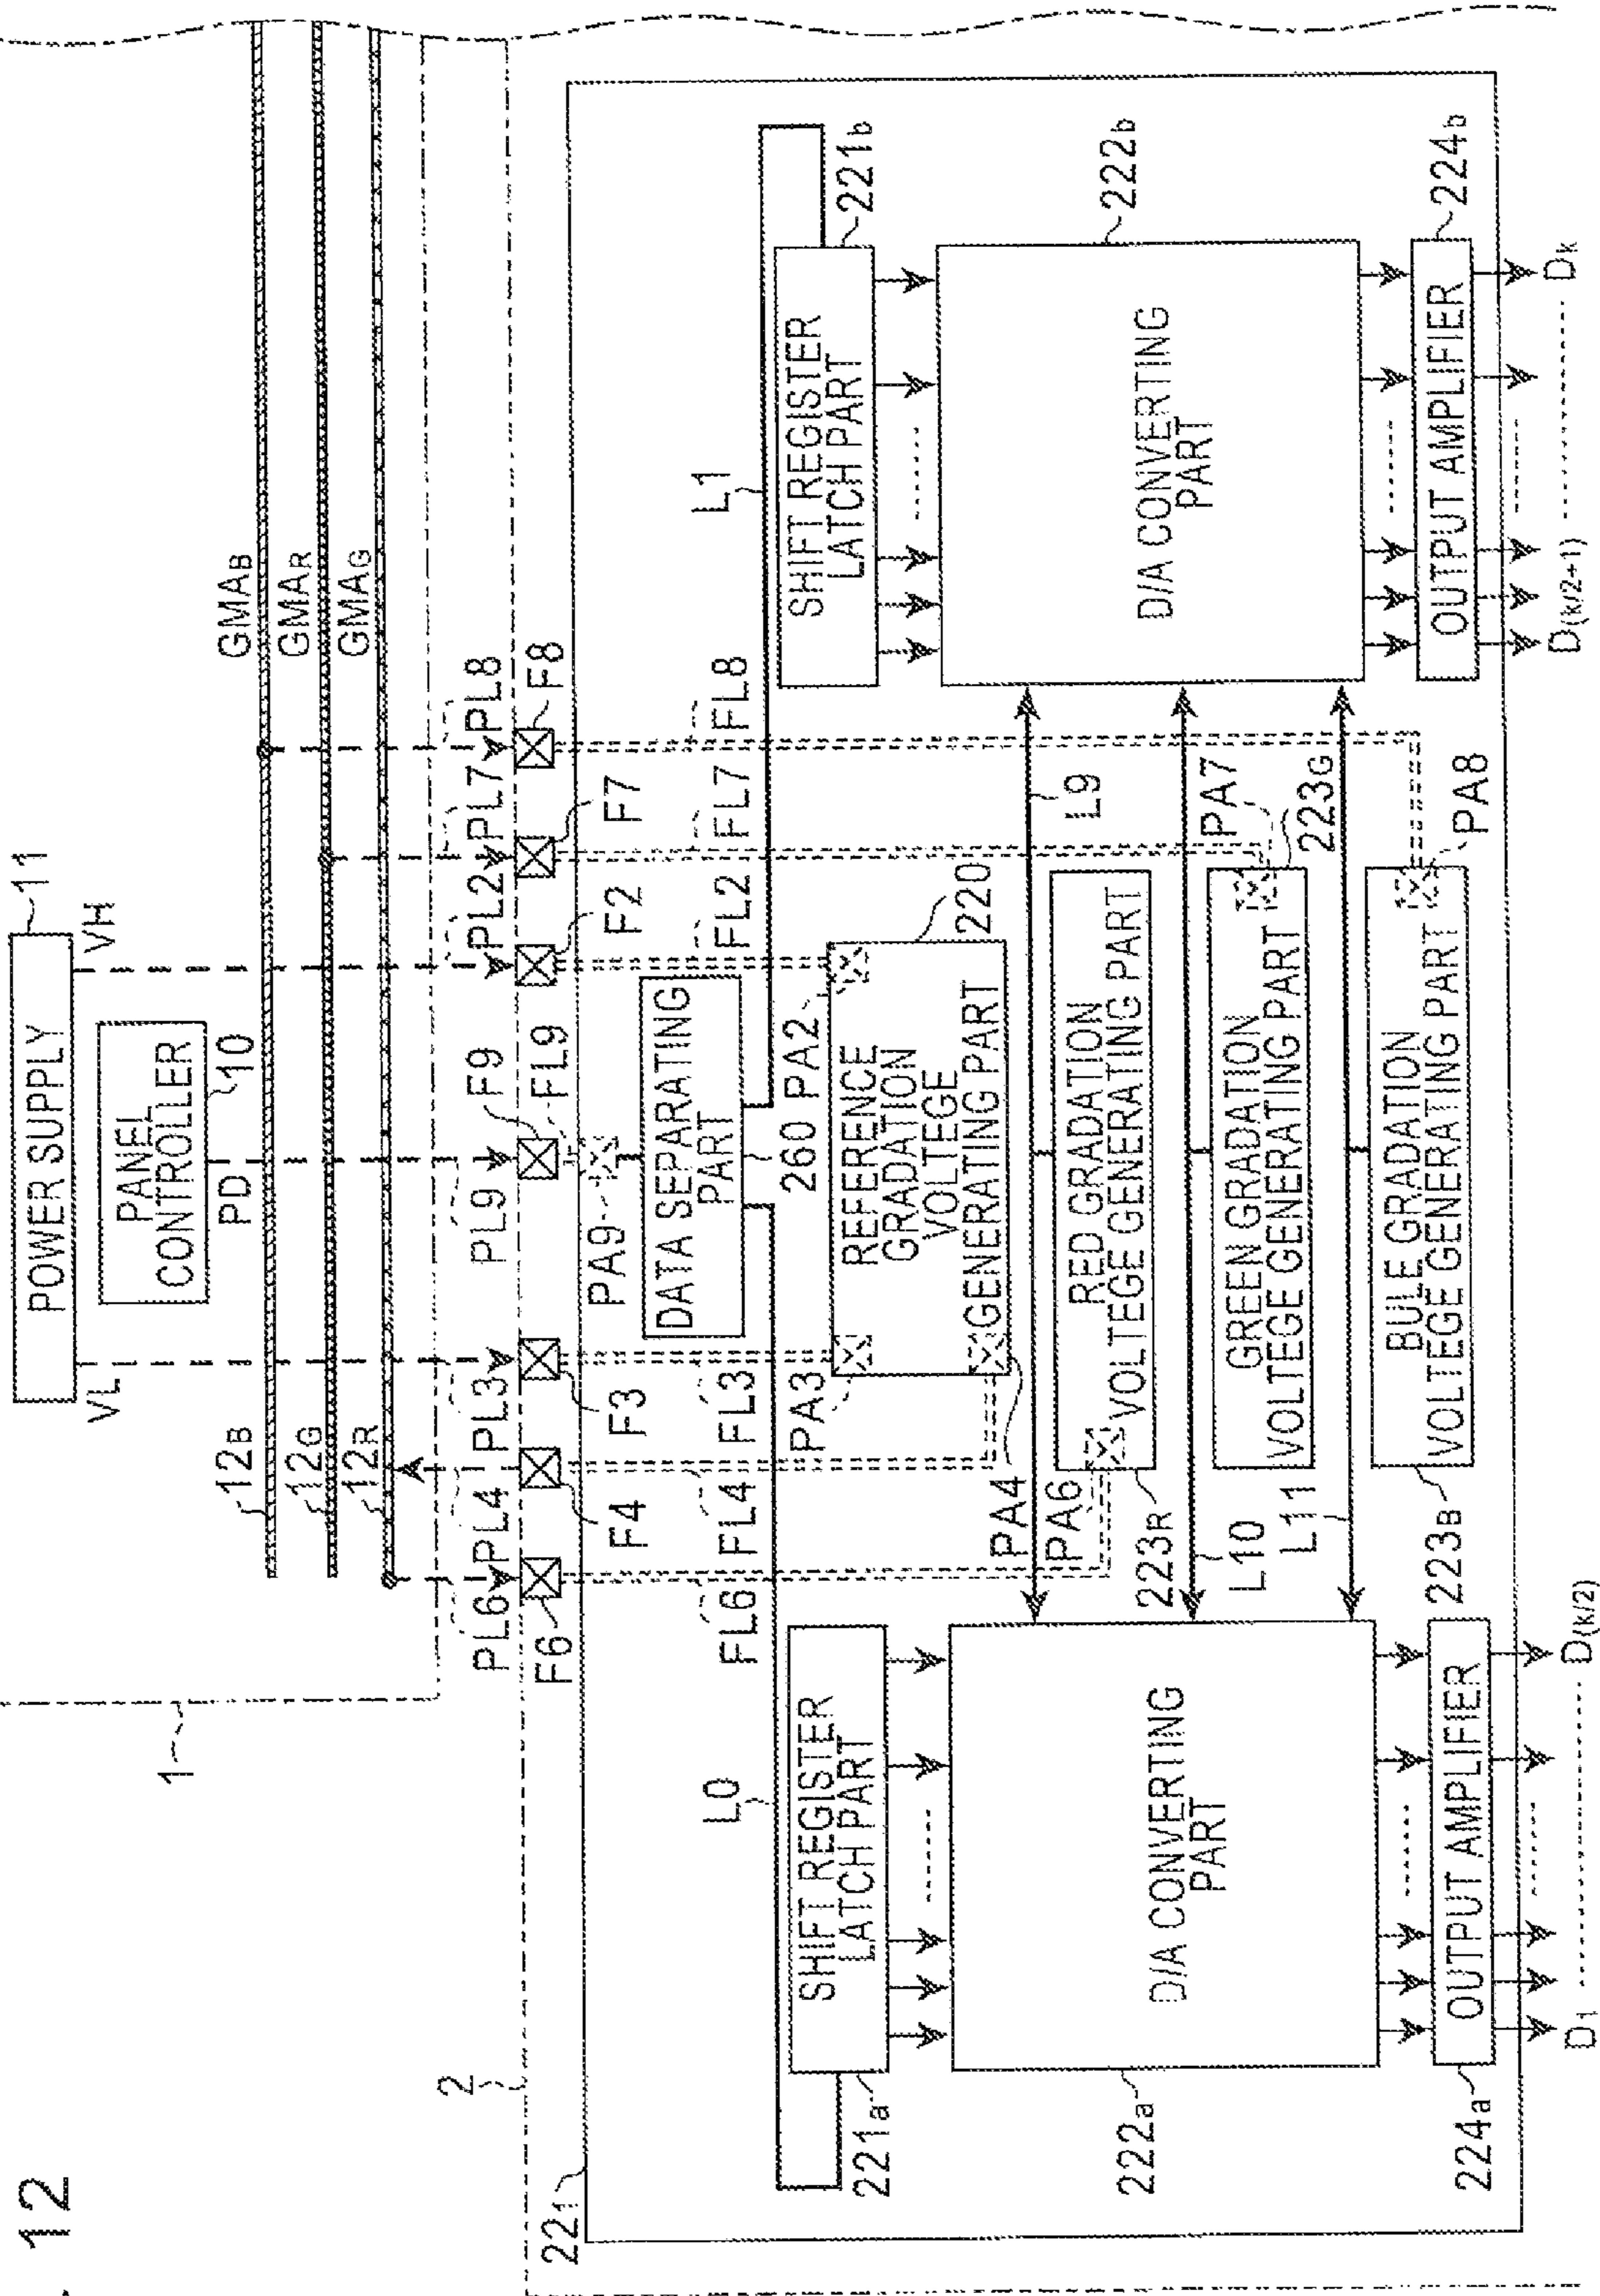 12
1
2
POWER SUPPLY
11
VL
VH
PANEL
CONTROLLER
10
PD
12B
12G
12R
GMAB
GMAR
GMAG
PL6
PL4
PL3
PL9
PL2
PL7
PL8
F6
F4
F3
F9
F2
F7
F8
221
FL6
FL4
FL3
FL9
FL2
FL7
FL8
PA9
DATA SEPARATING
PART
260
L0
L1
PA3
PA2
220
REFERENCE
GRADATION
VOLTEGE
GENERATING PART
PA4
SHIFT REGISTER
LATCH PART
221a
SHIFT REGISTER
LATCH PART
221b
D/A CONVERTING
PART
222a
D/A CONVERTING
PART
222b
L9
PA6
RED GRADATION
VOLTEGE GENERATING PART
223R
PA7
GREEN GRADATION
VOLTEGE GENERATING PART
223G
L10
L11
BULE GRADATION
VOLTEGE GENERATING PART
223B
PA8
OUTPUT AMPLIFIER
224a
OUTPUT AMPLIFIER
224b
D1
D(k/2)
D(k/2+1)
Dk